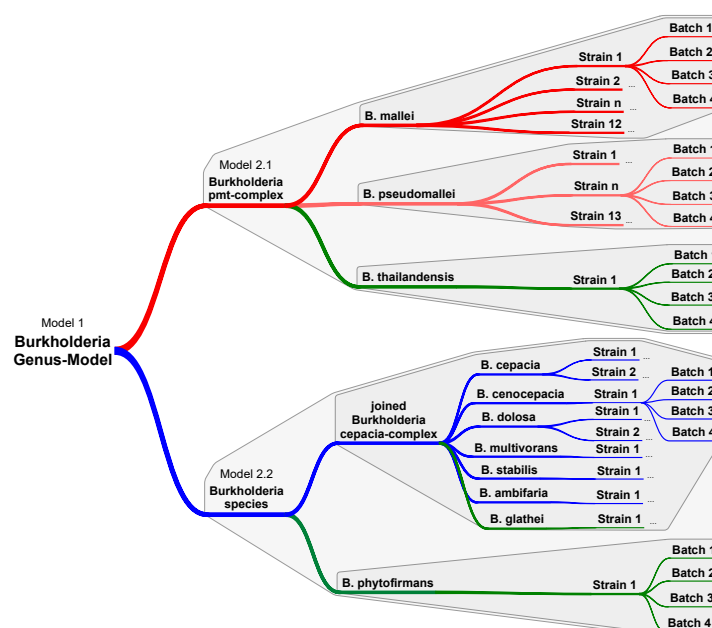 Model 1
Burkholderia
Genus-Model
Model 2.1
Burkholderia
pmt-complex
B. mallei
Strain 1
Batch 1
Batch 2
Batch 3
Batch 4
Strain 2 ...
Strain n ...
Strain 12 ...
B. pseudomallei
Strain 1 ...
Strain n
Batch 1
Batch 2
Batch 3
Batch 4
Strain 13 ...
B. thailandensis
Strain 1
Batch 1
Batch 2
Batch 3
Batch 4
Model 2.2
Burkholderia
species
joined
Burkholderia
cepacia-complex
B. cepacia
Strain 1 ...
Strain 2 ...
B. cenocepacia
Strain 1
Batch 1
Batch 2
Batch 3
Batch 4
B. dolosa
Strain 1 ...
Strain 2 ...
B. multivorans
Strain 1 ...
B. stabilis
Strain 1 ...
B. ambifaria
Strain 1 ...
B. glathei
Strain 1 ...
B. phytofirmans
Strain 1
Batch 1
Batch 2
Batch 3
Batch 4